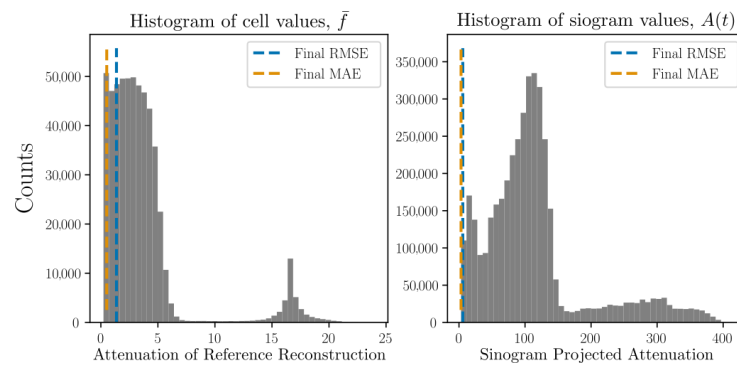 Histogram of cell values, f̄
Histogram of siogram values, A(t)
Final RMSE
Final MAE
Final RMSE
Final MAE
Counts
50,000
40,000
30,000
20,000
10,000
0
350.000
300.000
250.000
200.000
150.000
100.000
50.000
0
0 5 10 15 20 25
0 100 200 300 400
Attenuation of Reference Reconstruction
Sinogram Projected Attenuation